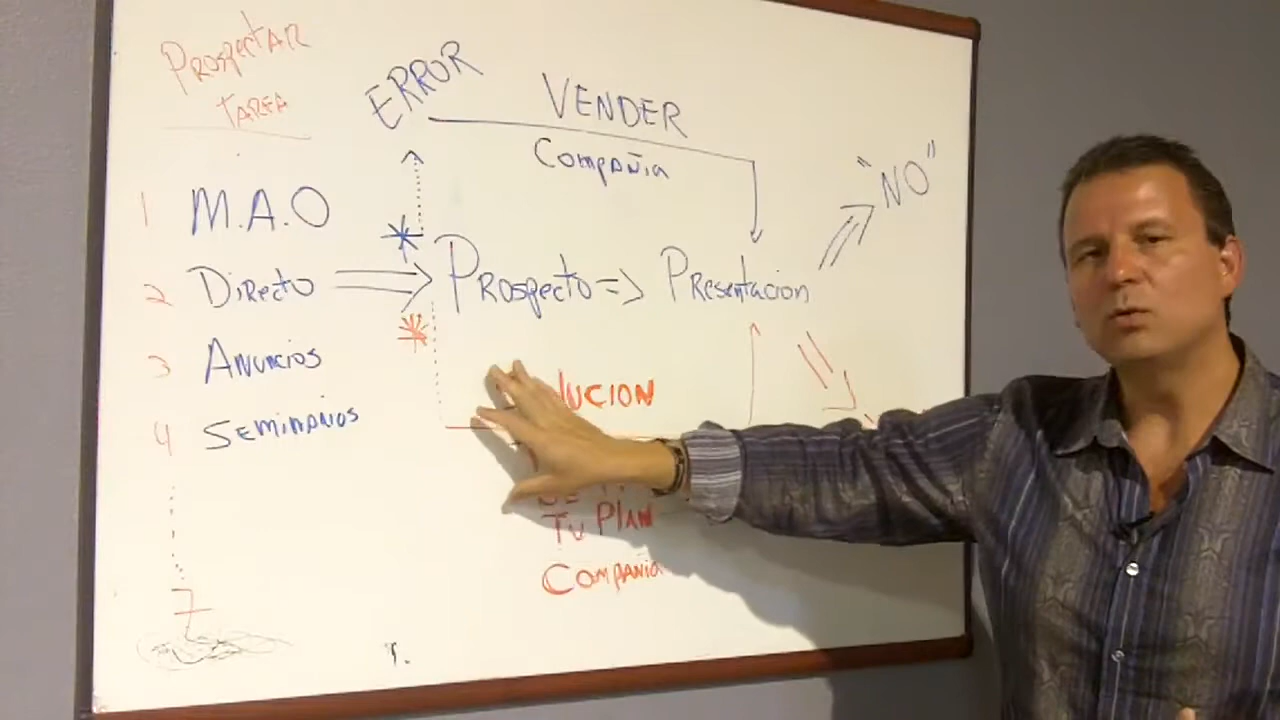 Prospectar
Tarea
1 M.A.O
2 Directo
3 Anuncios
4 Seminarios
7
ERROR
VENDER
Compañia
Prospecto => Presentacion
"NO"
Tu Plan
Compañia